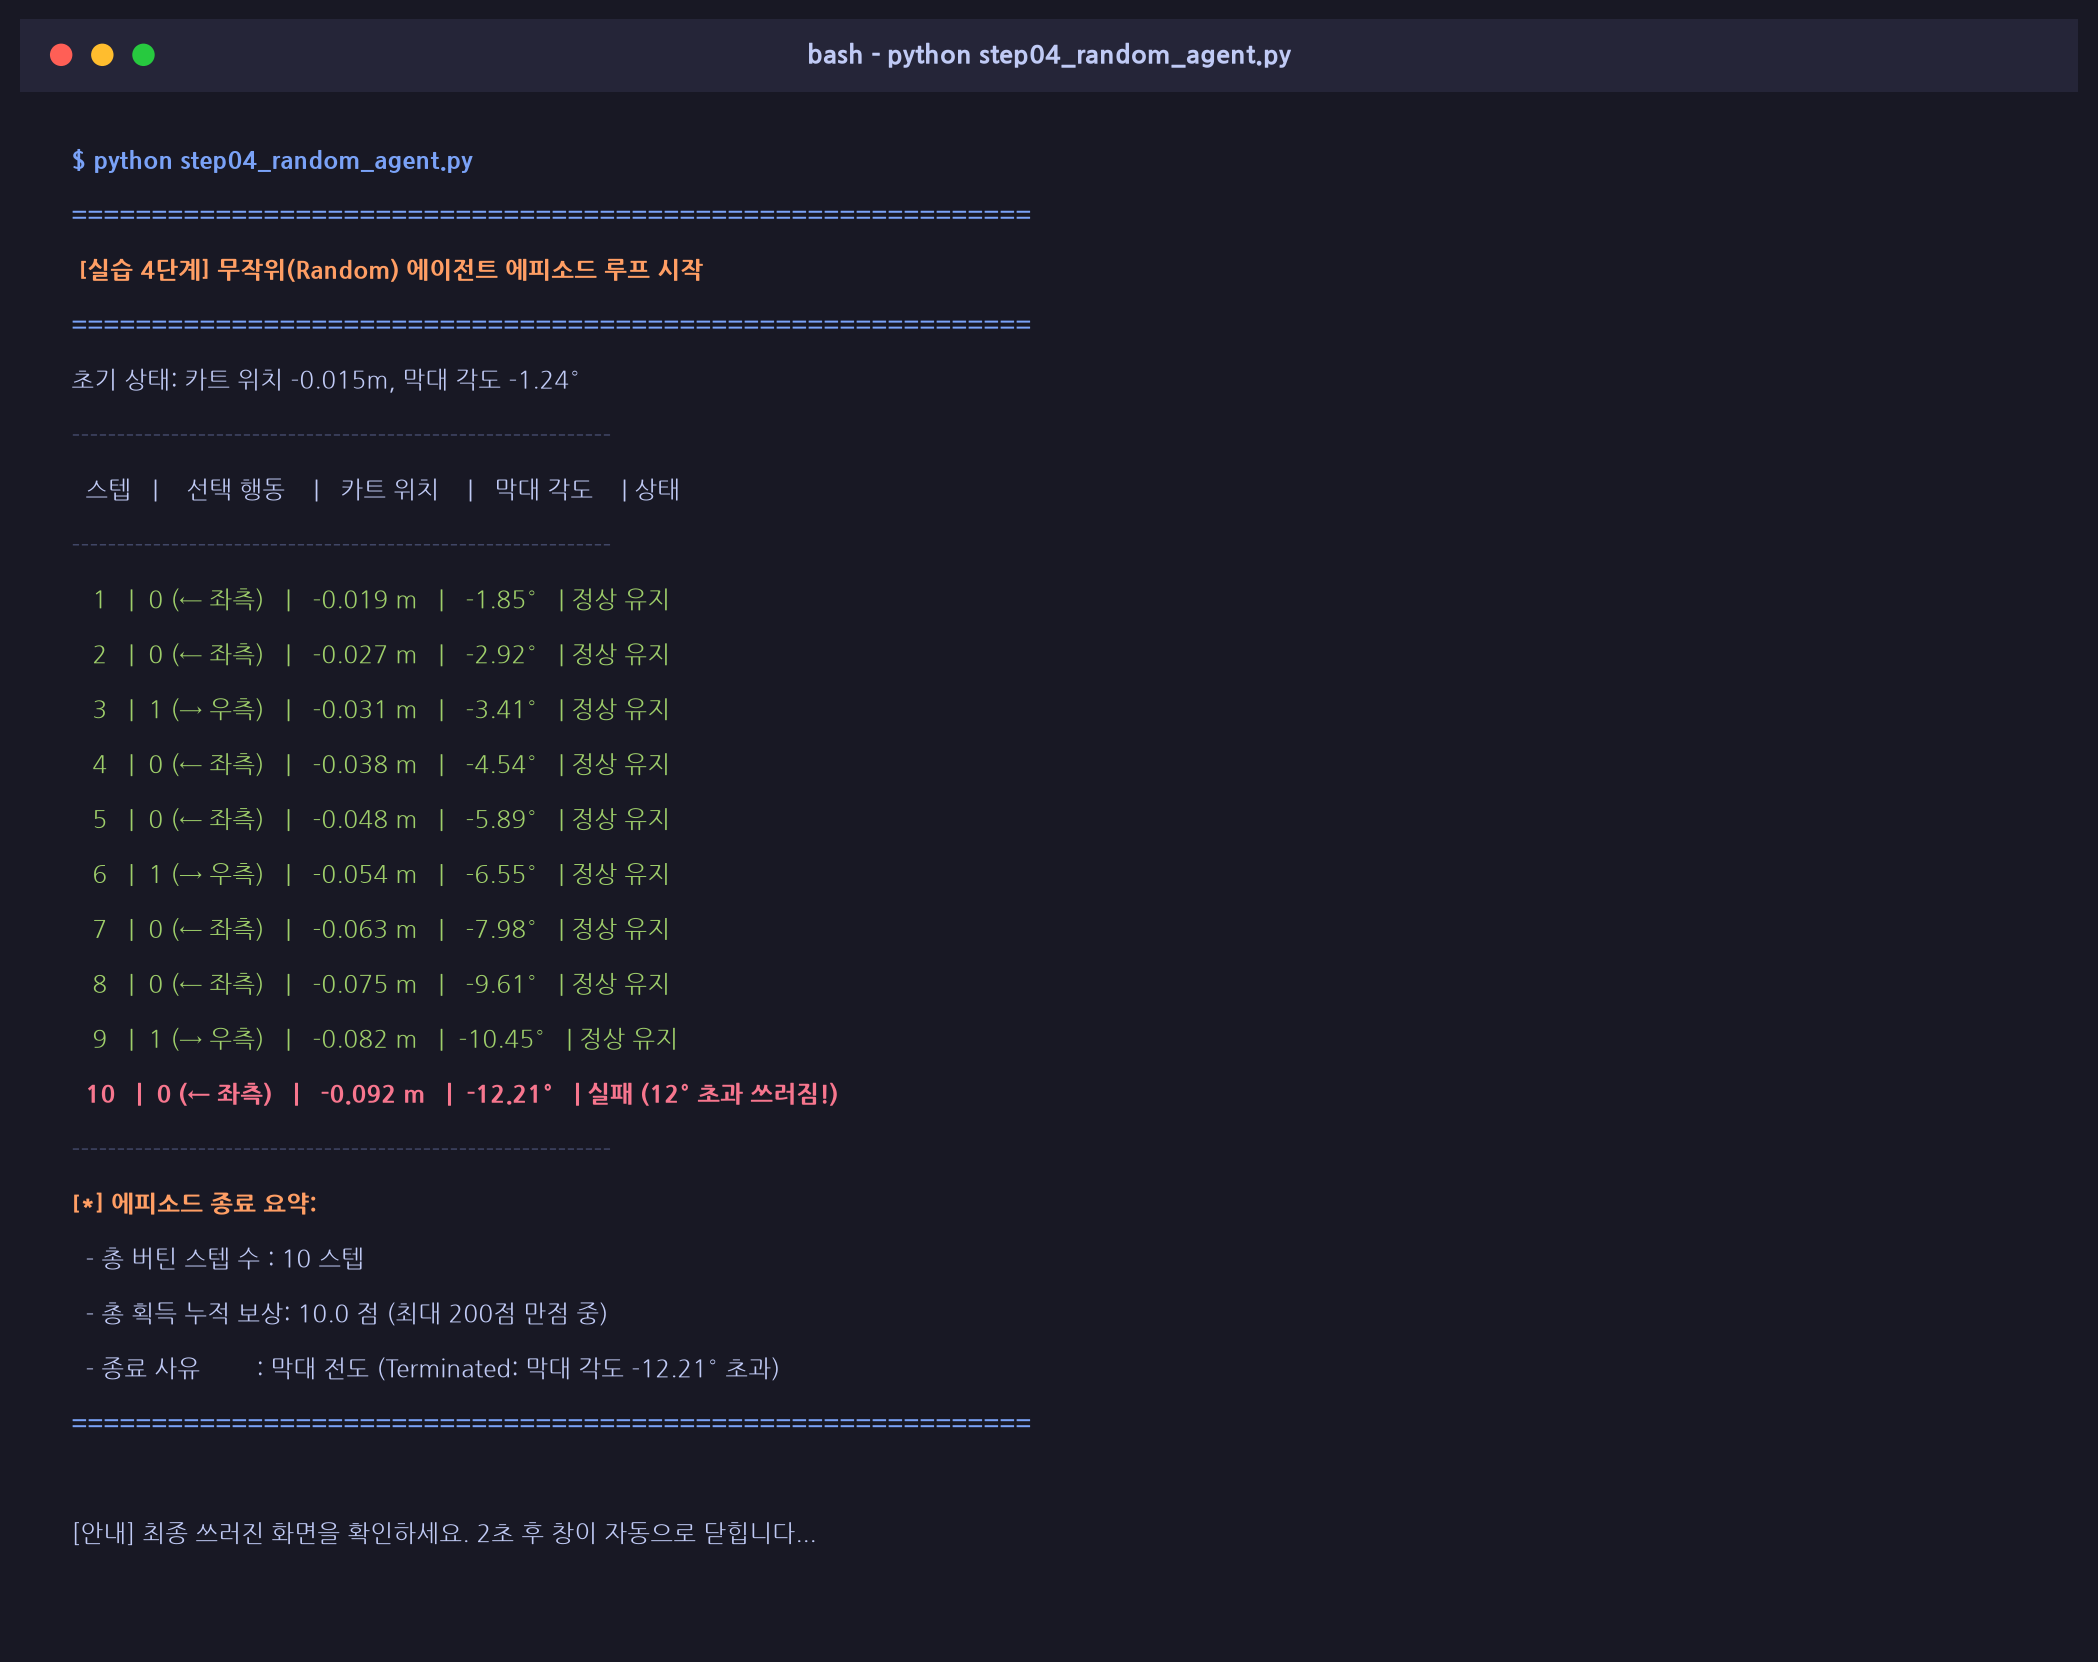 bash - python step04_random_agent.py
$ python step04_random_agent.py
============================================================
[실습 4단계] 무작위(Random) 에이전트 에피소드 루프 시작
============================================================
초기 상태: 카트 위치 -0.015m, 막대 각도 -1.24°
------------------------------------------------------------
스텝 | 선택 행동 | 카트 위치 | 막대 각도 | 상태
------------------------------------------------------------
1 | 0 (← 좌측) | -0.019 m | -1.85° | 정상 유지
2 | 0 (← 좌측) | -0.027 m | -2.92° | 정상 유지
3 | 1 (→ 우측) | -0.031 m | -3.41° | 정상 유지
4 | 0 (← 좌측) | -0.038 m | -4.54° | 정상 유지
5 | 0 (← 좌측) | -0.048 m | -5.89° | 정상 유지
6 | 1 (→ 우측) | -0.054 m | -6.55° | 정상 유지
7 | 0 (← 좌측) | -0.063 m | -7.98° | 정상 유지
8 | 0 (← 좌측) | -0.075 m | -9.61° | 정상 유지
9 | 1 (→ 우측) | -0.082 m | -10.45° | 정상 유지
10 | 0 (← 좌측) | -0.092 m | -12.21° | 실패 (12° 초과 쓰러짐!)
------------------------------------------------------------
[*] 에피소드 종료 요약:
- 총 버틴 스텝 수 : 10 스텝
- 총 획득 누적 보상: 10.0 점 (최대 200점 만점 중)
- 종료 사유 : 막대 전도 (Terminated: 막대 각도 -12.21° 초과)
============================================================
[안내] 최종 쓰러진 화면을 확인하세요. 2초 후 창이 자동으로 닫힙니다...